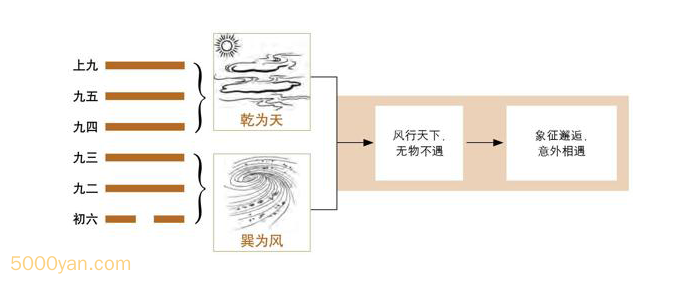 上九
九五
九四
九三
九二
初六
乾为天
巽为风
风行天下、
无物不遇
象征邂逅、
意外相遇
5000yan.com